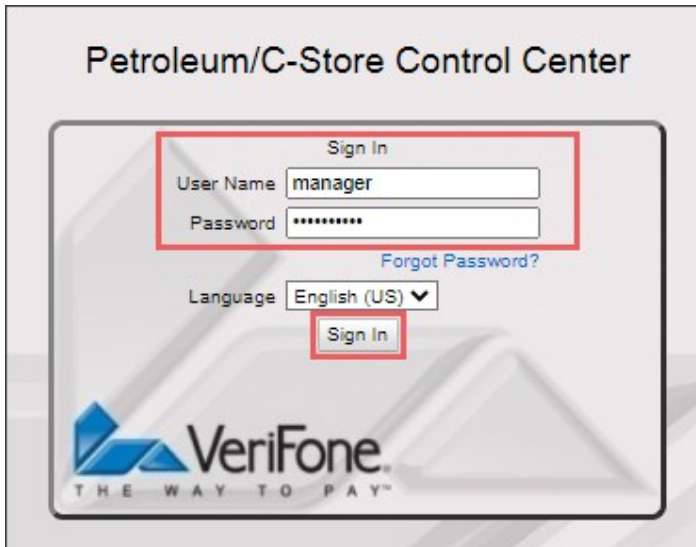 Petroleum/C-Store Control Center
Sign In
User Name manager
Password ••••••••••
Forgot Password?
Language English (US)
Sign In
VeriFone.
THE WAY TO PAY™